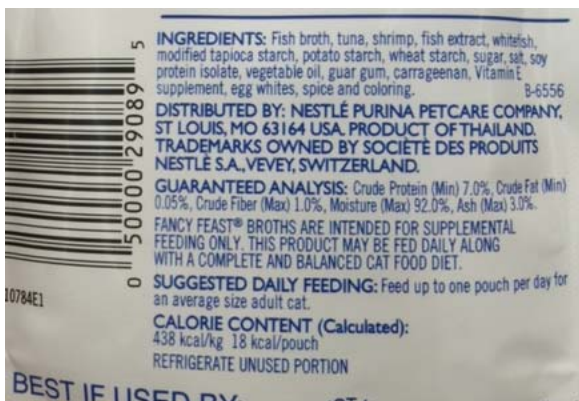 INGREDIENTS: Fish broth, tuna, shrimp, fish extract, whitefish,
modified tapioca starch, potato starch, wheat starch, sugar, salt, soy
protein isolate, vegetable oil, guar gum, carrageenan, Vitamin E
supplement, egg whites, spice and coloring. B-6556
DISTRIBUTED BY: NESTLÉ PURINA PETCARE COMPANY,
ST LOUIS, MO 63164 USA. PRODUCT OF THAILAND.
TRADEMARKS OWNED BY SOCIÉTÉ DES PRODUITS
NESTLÉ S.A., VEVEY, SWITZERLAND.
GUARANTEED ANALYSIS: Crude Protein (Min) 7.0%, Crude Fat (Min)
0.05%, Crude Fiber (Max) 1.0%, Moisture (Max) 92.0%, Ash (Max) 3.0%.
FANCY FEAST® BROTHS ARE INTENDED FOR SUPPLEMENTAL
FEEDING ONLY. THIS PRODUCT MAY BE FED DAILY ALONG
WITH A COMPLETE AND BALANCED CAT FOOD DIET.
SUGGESTED DAILY FEEDING: Feed up to one pouch per day for
an average size adult cat.
CALORIE CONTENT (Calculated):
438 kcal/kg 18 kcal/pouch
REFRIGERATE UNUSED PORTION
BEST IF USED BY
0 50000 29089 5
10784E1